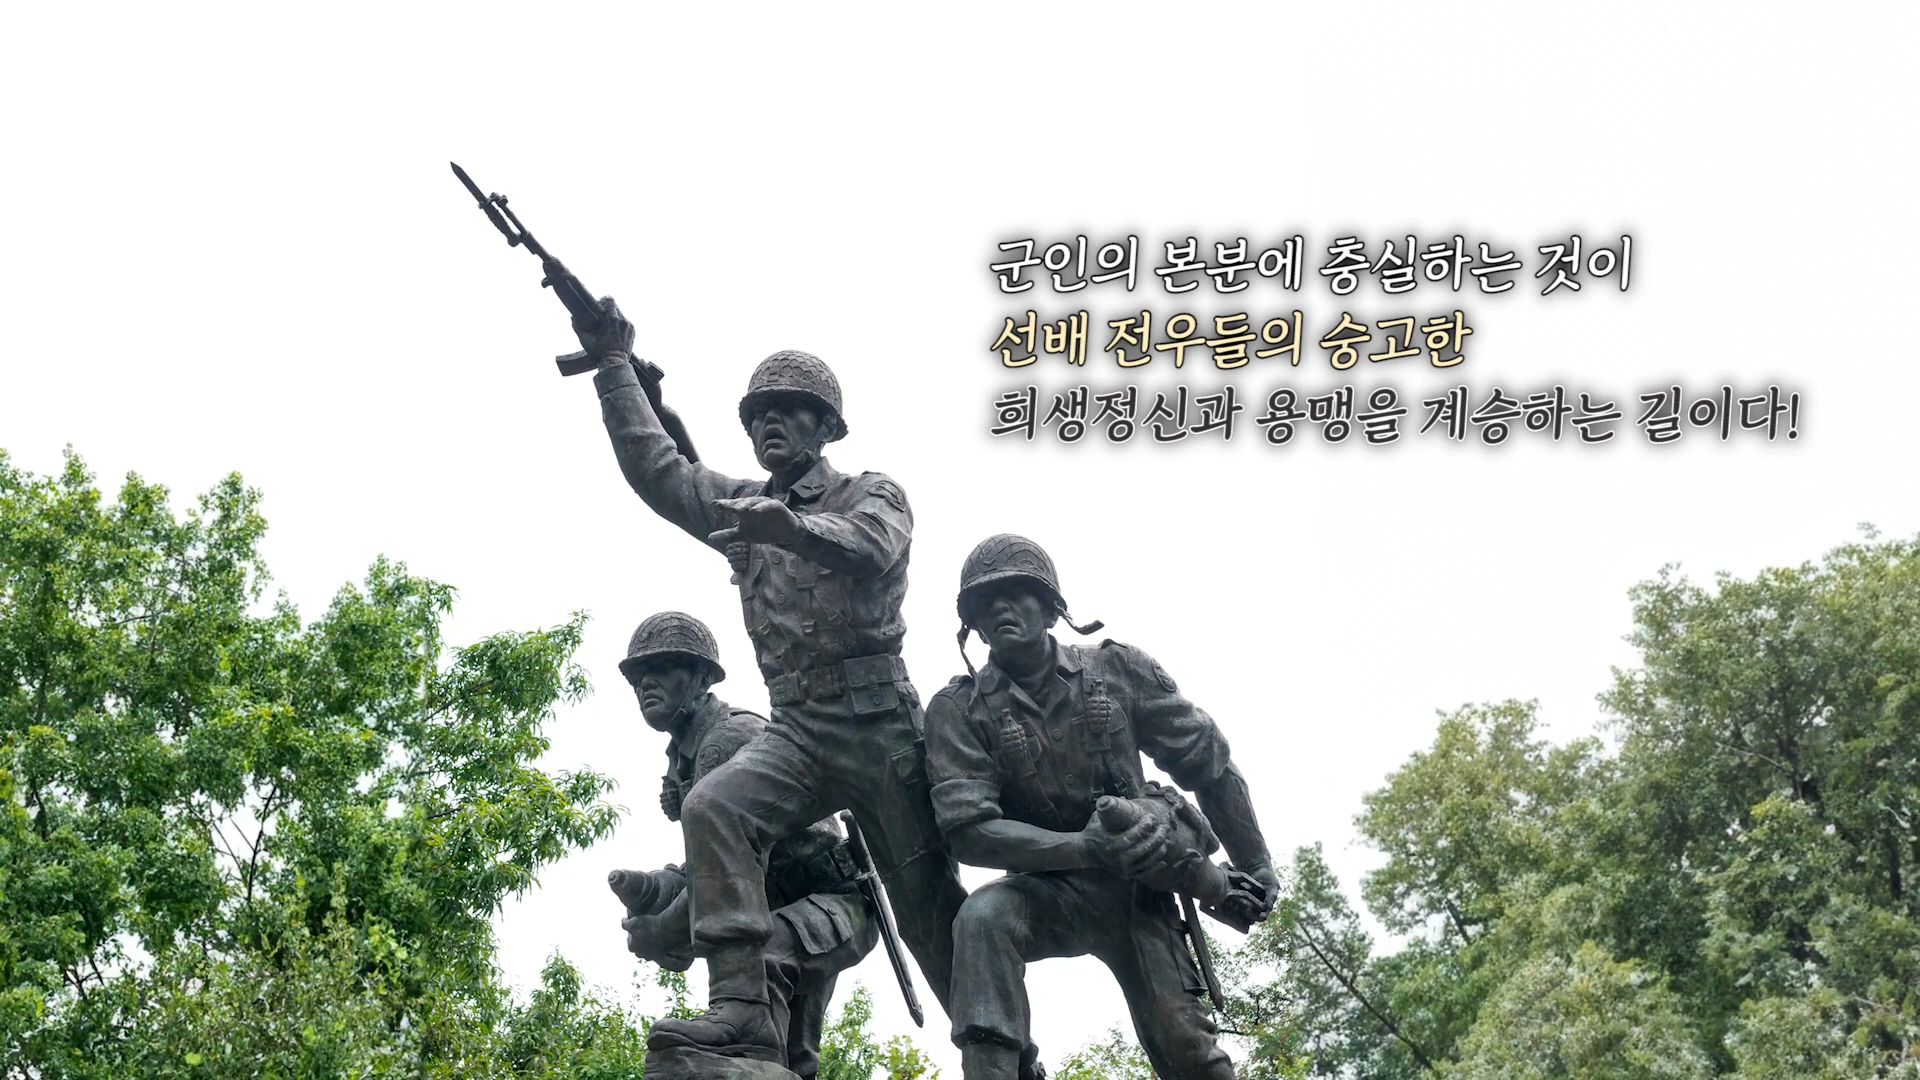 군인의 본분에 충실하는 것이
선배 전우들의 숭고한
희생정신과 용맹을 계승하는 길이다!